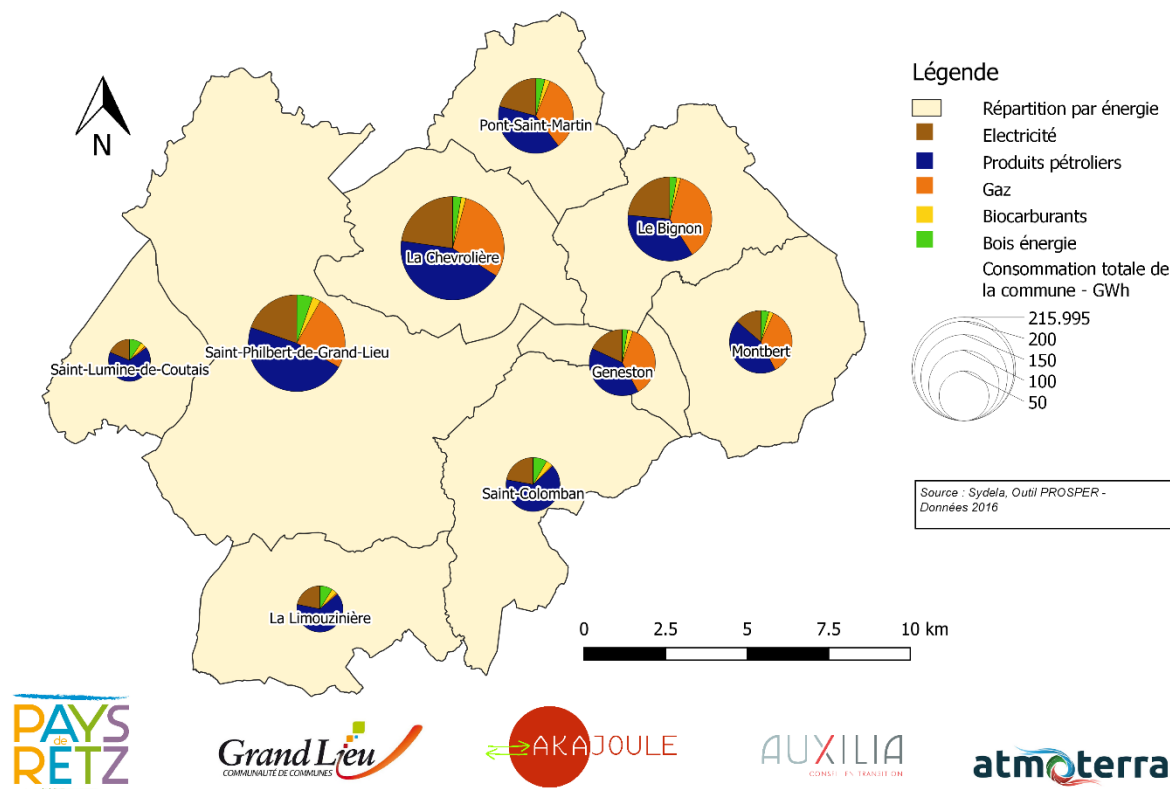 Légende
Répartition par énergie
Electricité
Produits pétroliers
Gaz
Biocarburants
Bois énergie
Consommation totale de
la commune - GWh
215.995
200
150
100
50
Source : Sydela, Outil PROSPER -
Données 2016
N
Pont-Saint-Martin
Le Bignon
La Chevrolière
Saint-Philbert-de-Grand-Lieu
Saint-Lumine-de-Coutais
Geneston
Montbert
Saint-Colomban
La Limouzinière
0 2.5 5 7.5 10 km
PAYS
de
RETZ
Grand Lieu
COMMUNAUTÉ DE COMMUNES
AKAJOULE
AUXILIA
CONSEIL EN TRANSITION
atmoterra